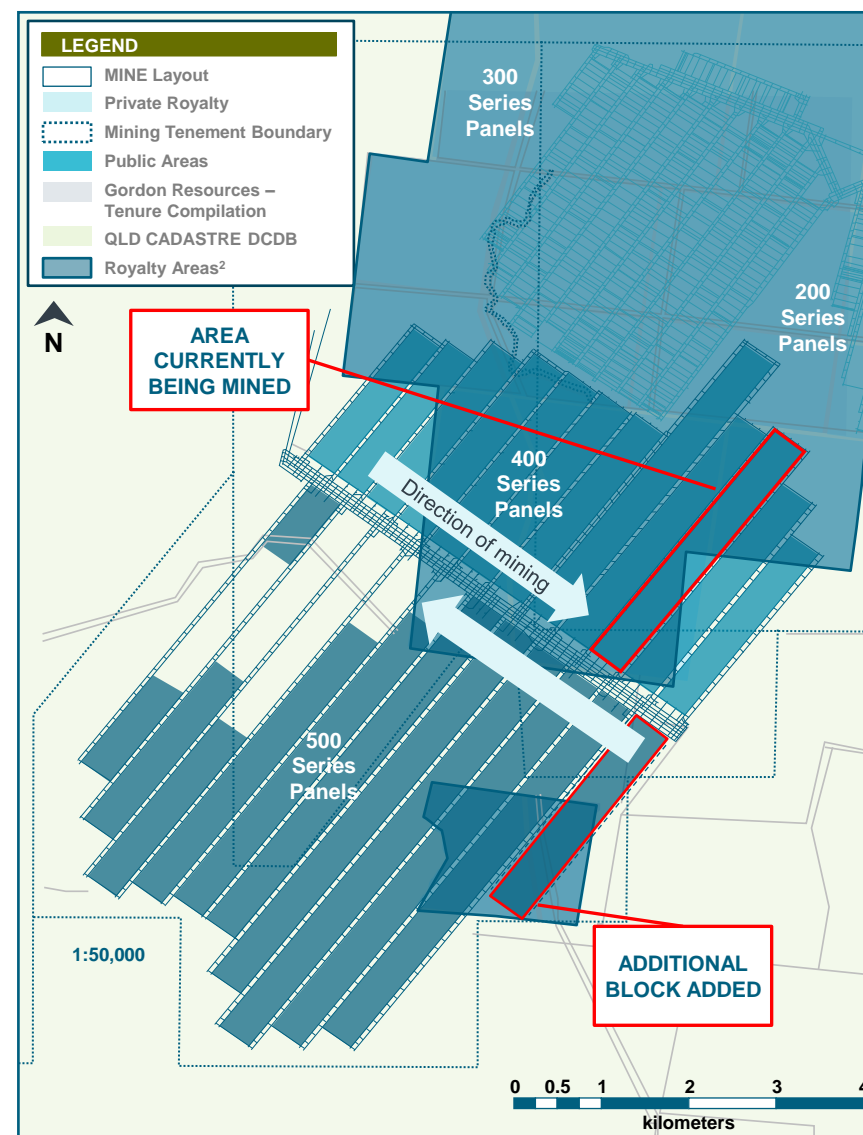 LEGEND
MINE Layout
Private Royalty
Mining Tenement Boundary
Public Areas
Gordon Resources –
Tenure Compilation
QLD CADASTRE DCDB
Royalty Areas²
N
300
Series
Panels
200
Series
Panels
AREA
CURRENTLY
BEING MINED
400
Series
Panels
Direction of mining
500
Series
Panels
1:50,000
ADDITIONAL
BLOCK ADDED
0 0.5 1 2 3 4
kilometers